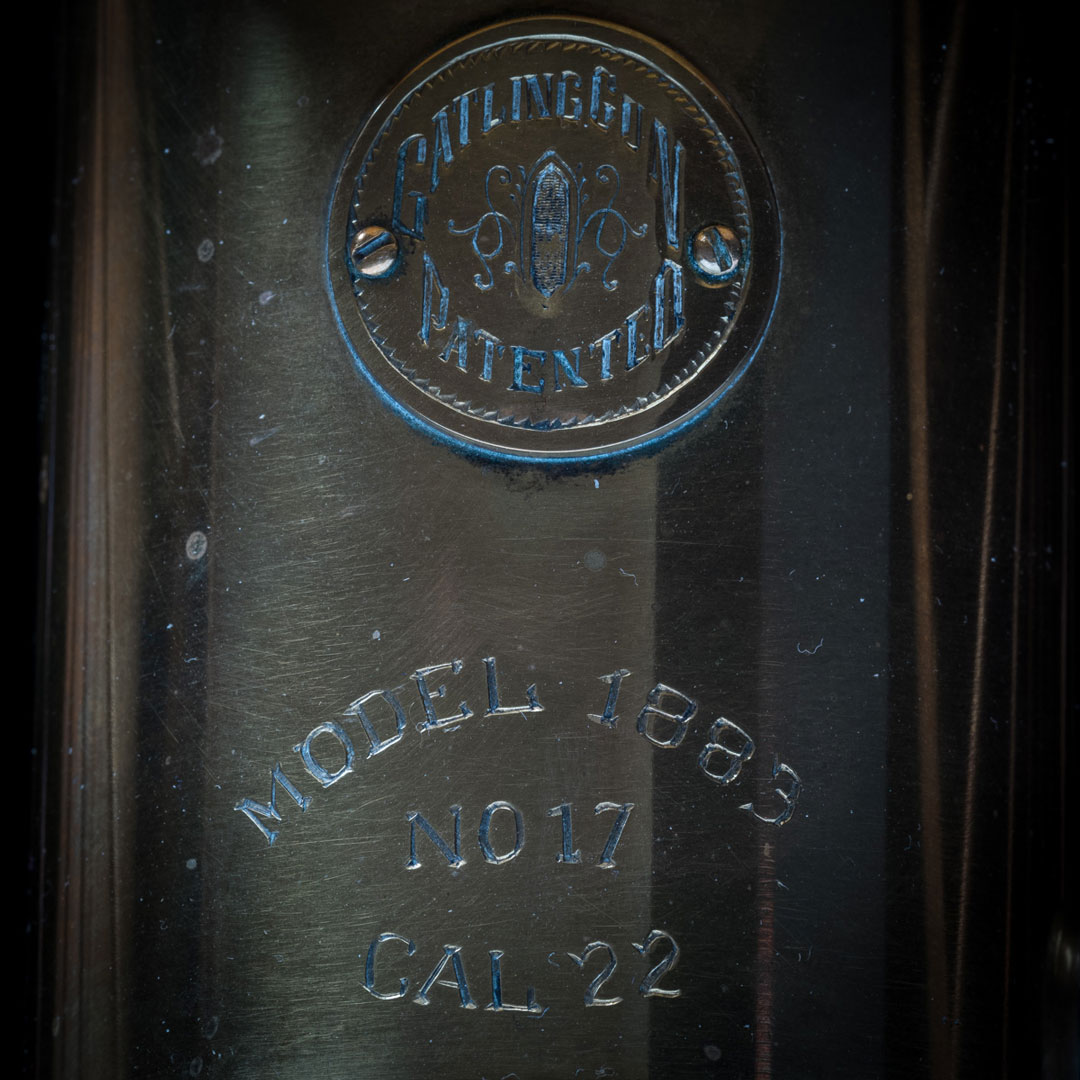 GATLING GUN
PATENTED
MODEL 1883
NO 17
CAL 22